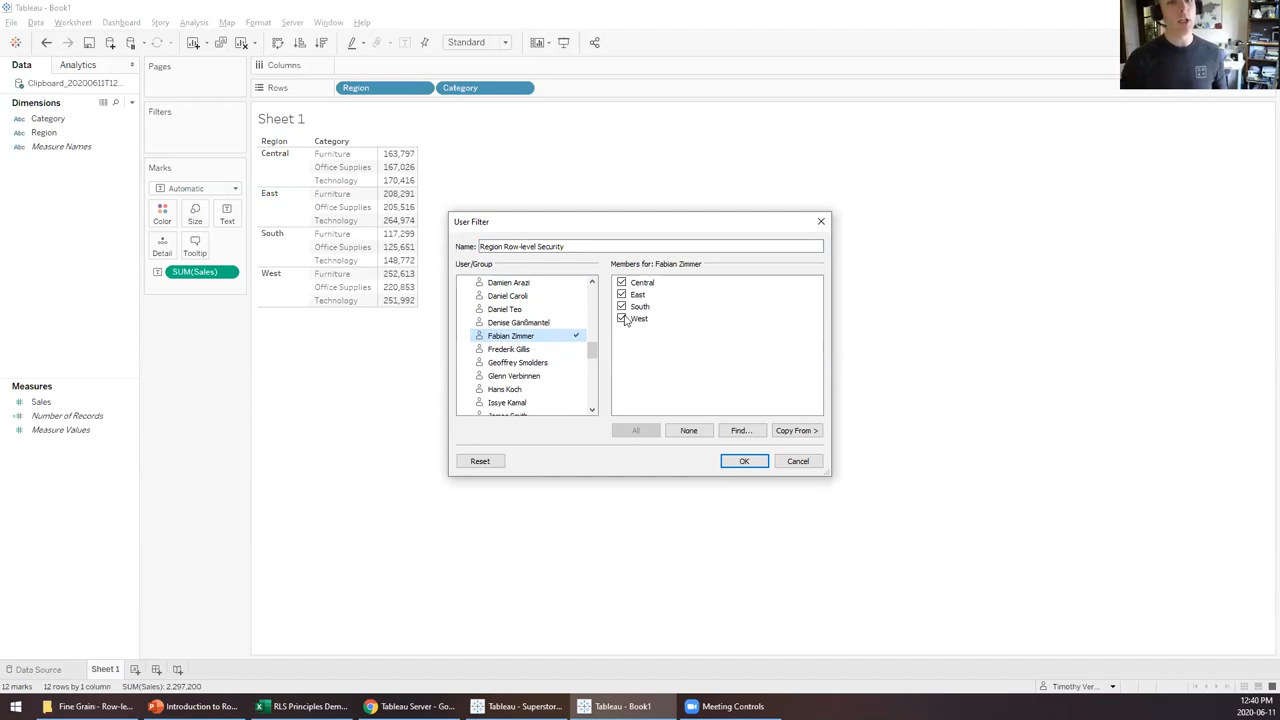 Tableau - Book1
File Data Worksheet Dashboard Story Analysis Map Format Server Window Help
Standard
Data Analytics
Clipboard_20200611T12...
Dimensions
Abc Category
Abc Region
Abc Measure Names
Measures
# Sales
# Number of Records
# Measure Values
Pages
Filters
Marks
Automatic
Color Size Text
Detail Tooltip
SUM(Sales)
Columns
Rows Region Category
Sheet 1
Region Category
Central Furniture 163,797
Office Supplies 167,026
Technology 170,416
East Furniture 208,291
Office Supplies 205,516
Technology 264,974
South Furniture 117,299
Office Supplies 125,651
Technology 148,772
West Furniture 252,613
Office Supplies 220,853
Technology 251,992
User Filter
Name: Region Row-level Security
User/Group
Damien Arazi
Daniel Caroli
Daniel Teo
Denise Gänßmantel
Fabian Zimmer
Frederik Gillis
Geoffrey Smolders
Glenn Verbinnen
Hans Koch
Issye Kamal
Members for: Fabian Zimmer
Central
East
South
West
All None Find... Copy From >
Reset OK Cancel
Data Source Sheet 1
12 marks 12 rows by 1 column SUM(Sales): 2,297,200 Timothy Ver...
Fine Grain - Row-le... Introduction to Ro... RLS Principles Dem... Tableau Server - Go... Tableau - Superstor... Tableau - Book1 Meeting Controls
12:40 PM
2020-06-11